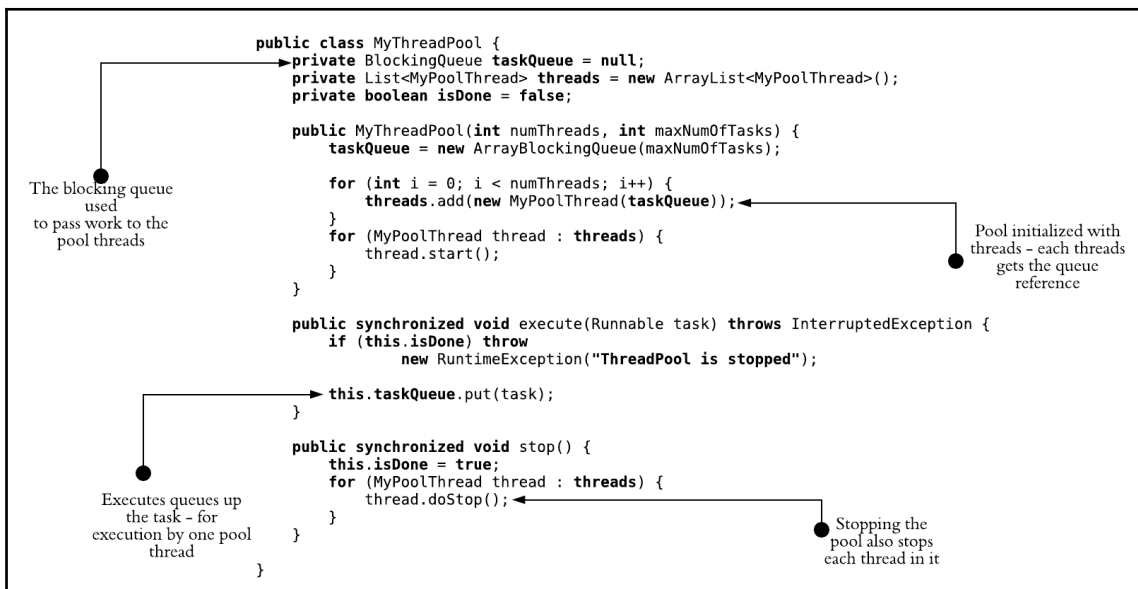 public class MyThreadPool {
private BlockingQueue taskQueue = null;
private List<MyPoolThread> threads = new ArrayList<MyPoolThread>();
private boolean isDone = false;
public MyThreadPool(int numThreads, int maxNumOfTasks) {
taskQueue = new ArrayBlockingQueue(maxNumOfTasks);
for (int i = 0; i < numThreads; i++) {
threads.add(new MyPoolThread(taskQueue));
}
for (MyPoolThread thread : threads) {
thread.start();
}
}
public synchronized void execute(Runnable task) throws InterruptedException {
if (this.isDone) throw
new RuntimeException("ThreadPool is stopped");
this.taskQueue.put(task);
}
public synchronized void stop() {
this.isDone = true;
for (MyPoolThread thread : threads) {
thread.doStop();
}
}
}
The blocking queue
used
to pass work to the
pool threads
Pool initialized with
threads - each threads
gets the queue
reference
Executes queues up
the task - for
execution by one pool
thread
Stopping the
pool also stops
each thread in it